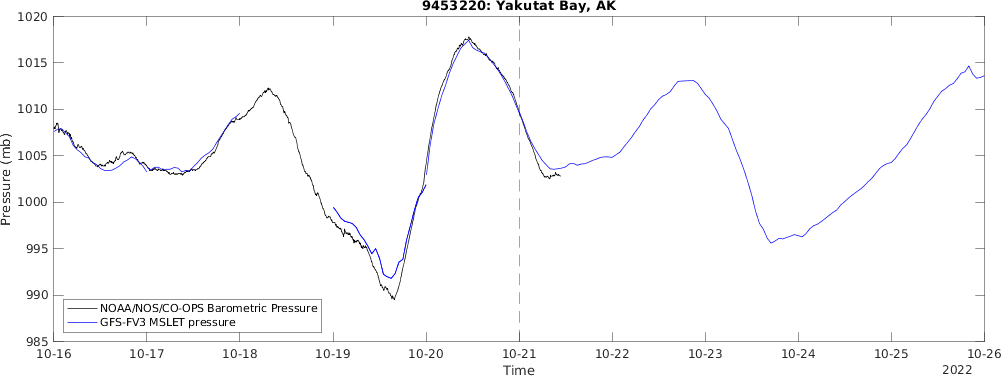 9453220: Yakutat Bay, AK
Pressure (mb)
1020
1015
1010
1005
1000
995
990
985
NOAA/NOS/CO-OPS Barometric Pressure
GFS-FV3 MSLET pressure
10-16 10-17 10-18 10-19 10-20 10-21 10-22 10-23 10-24 10-25 10-26
Time
2022